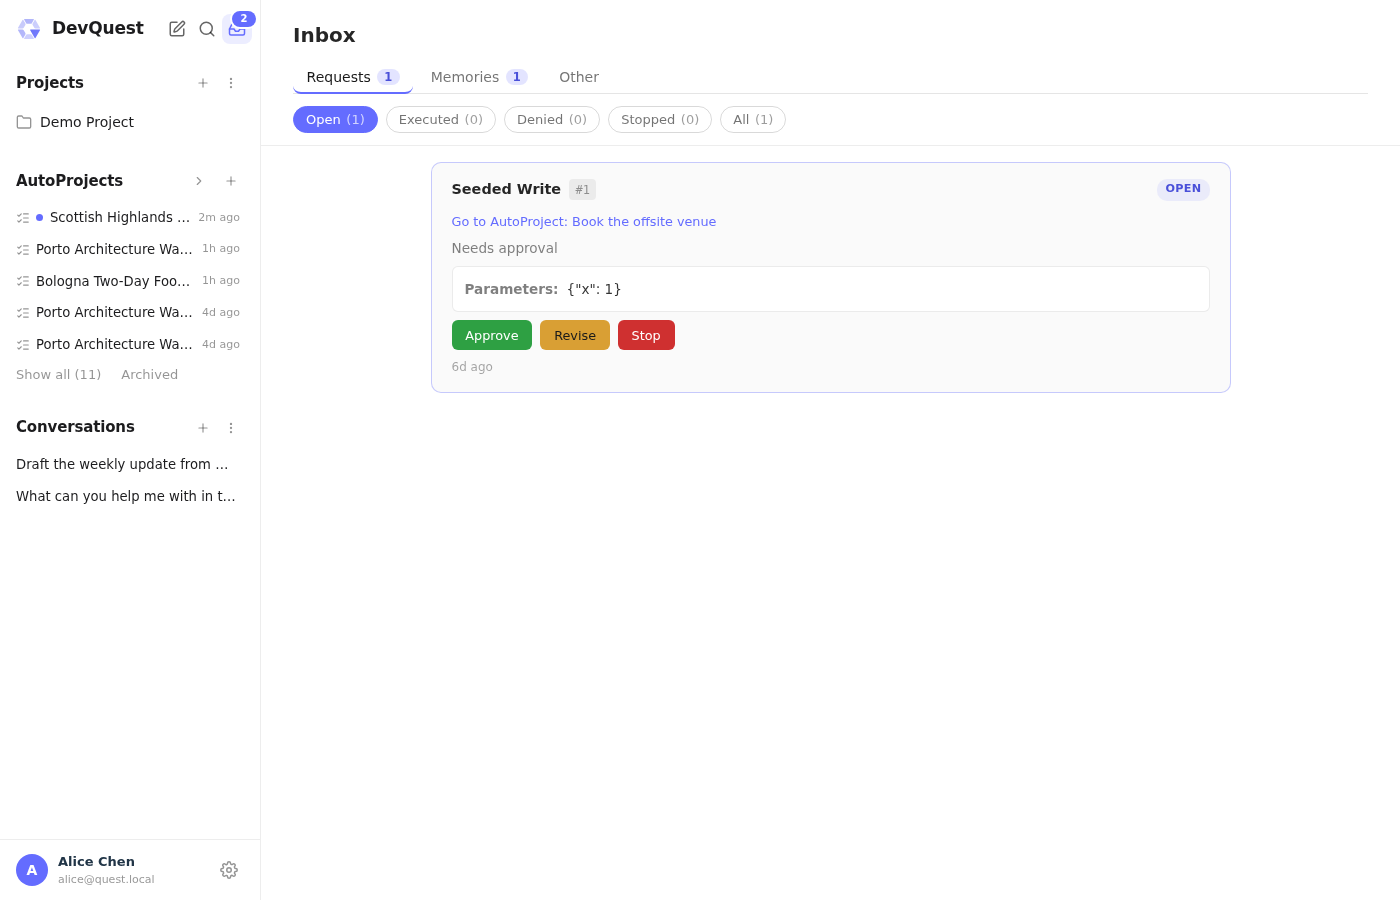 DevQuest
2
Projects
Demo Project
AutoProjects
Scottish Highlands ... 2m ago
Porto Architecture Wa... 1h ago
Bologna Two-Day Foo... 1h ago
Porto Architecture Wa... 4d ago
Porto Architecture Wa... 4d ago
Show all (11) Archived
Conversations
Draft the weekly update from ...
What can you help me with in t...
A
Alice Chen
alice@quest.local
Inbox
Requests 1 Memories 1 Other
Open (1) Executed (0) Denied (0) Stopped (0) All (1)
Seeded Write #1 OPEN
Go to AutoProject: Book the offsite venue
Needs approval
Parameters: {"x": 1}
Approve Revise Stop
6d ago